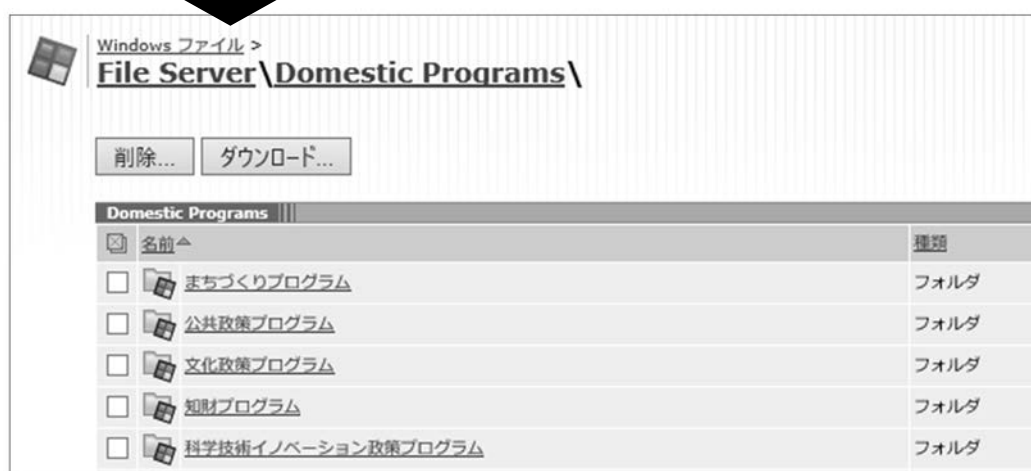 Windows ファイル >
File Server\Domestic Programs\
削除... ダウンロード...
Domestic Programs
名前 種類
まちづくりプログラム フォルダ
公共政策プログラム フォルダ
文化政策プログラム フォルダ
知財プログラム フォルダ
科学技術イノベーション政策プログラム フォルダ